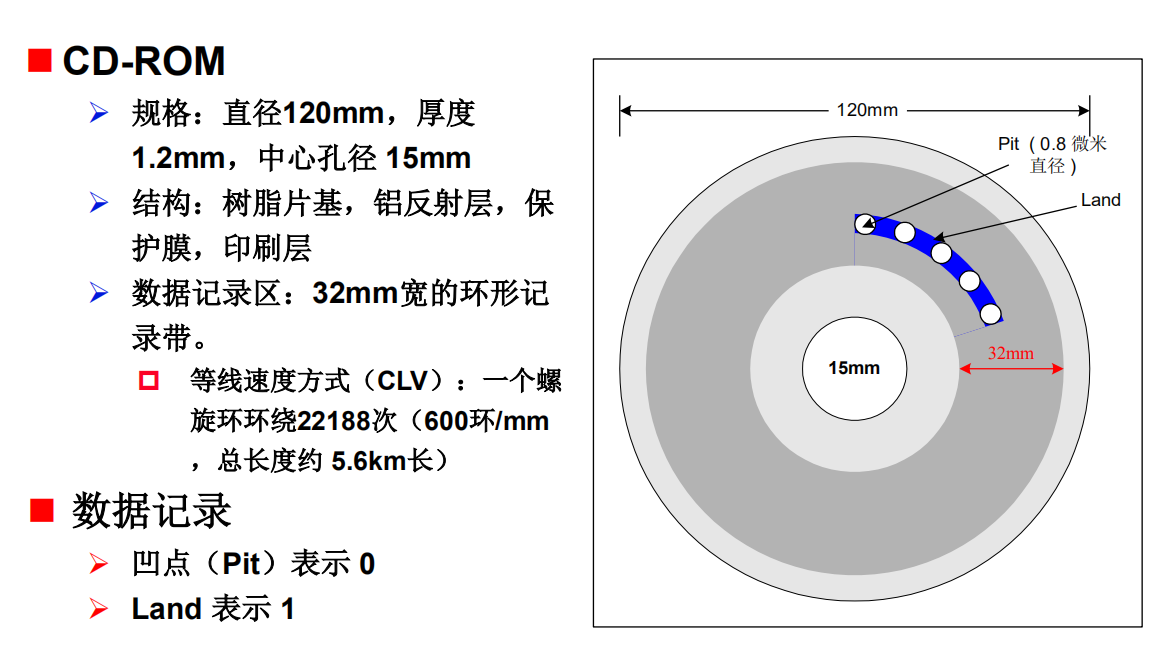 CD-ROM
规格：直径120mm，厚度
1.2mm，中心孔径 15mm
结构：树脂片基，铝反射层，保
护膜，印刷层
数据记录区：32mm宽的环形记
录带。
等线速度方式（CLV）：一个螺
旋环环绕22188次（600环/mm
，总长度约 5.6km长）
数据记录
凹点（Pit）表示 0
Land 表示 1
120mm
Pit（0.8 微米
直径）
Land
32mm
15mm